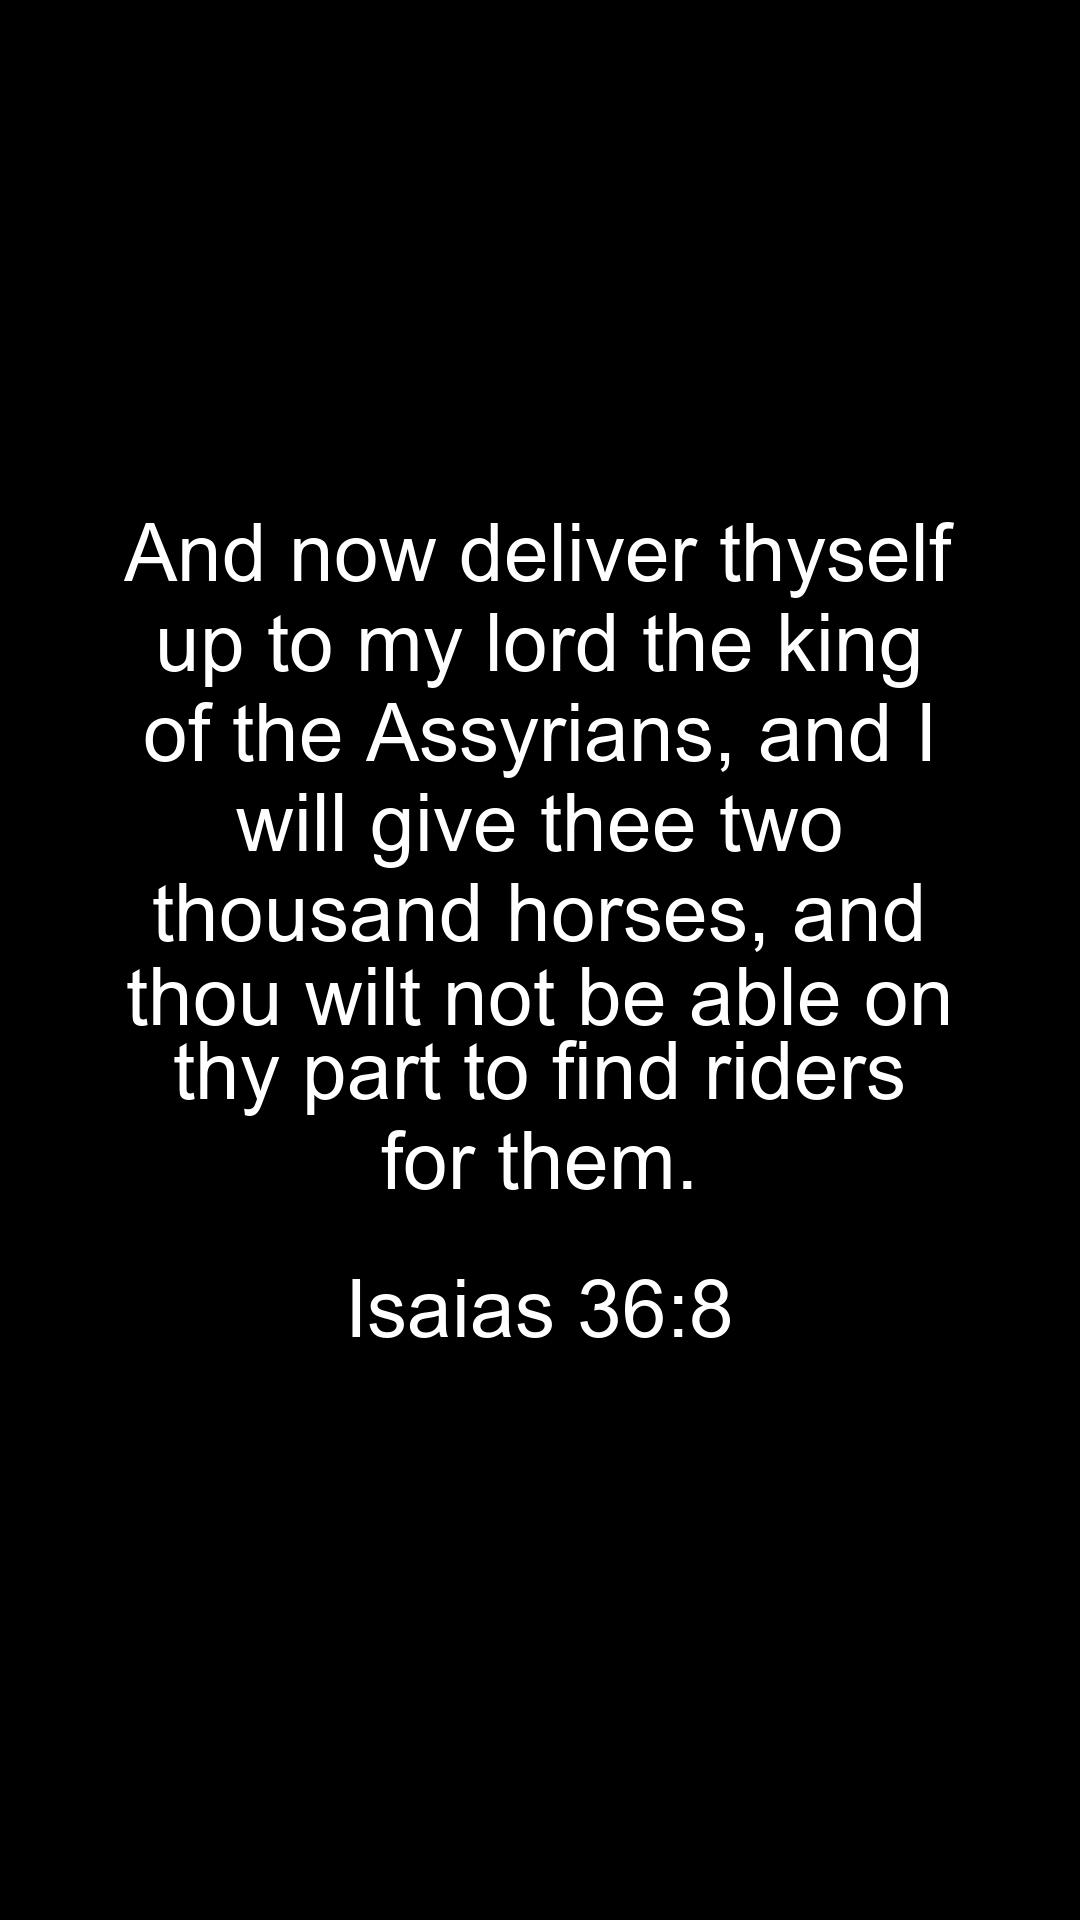 And now deliver thyself
up to my lord the king
of the Assyrians, and I
will give thee two
thousand horses, and
thou wilt not be able on
thy part to find riders
for them.
Isaias 36:8